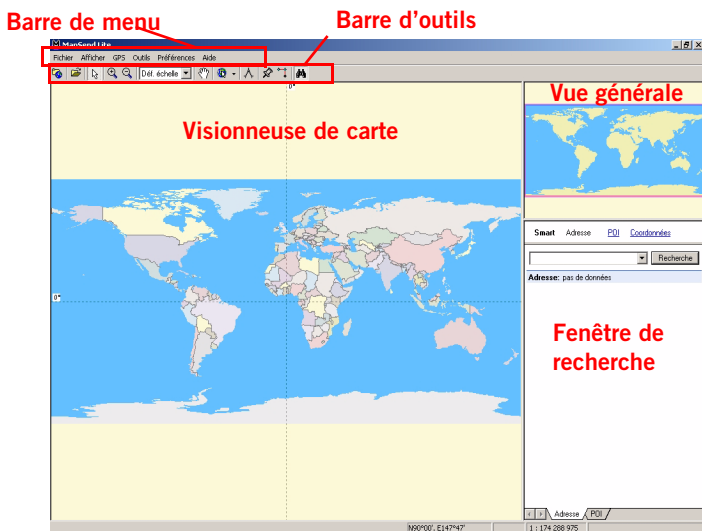 Barre de menu
Barre d'outils
MapSend Lite
Fichier Afficher GPS Outils Préférences Aide
Déf. échelle
0°
Vue générale
Visionneuse de carte
Smart Adresse POI Coordonnées
Recherche
Adresse: pas de données
0°
Fenêtre de
recherche
Adresse POI
N90°00', E147°47'
1 : 174 288 975